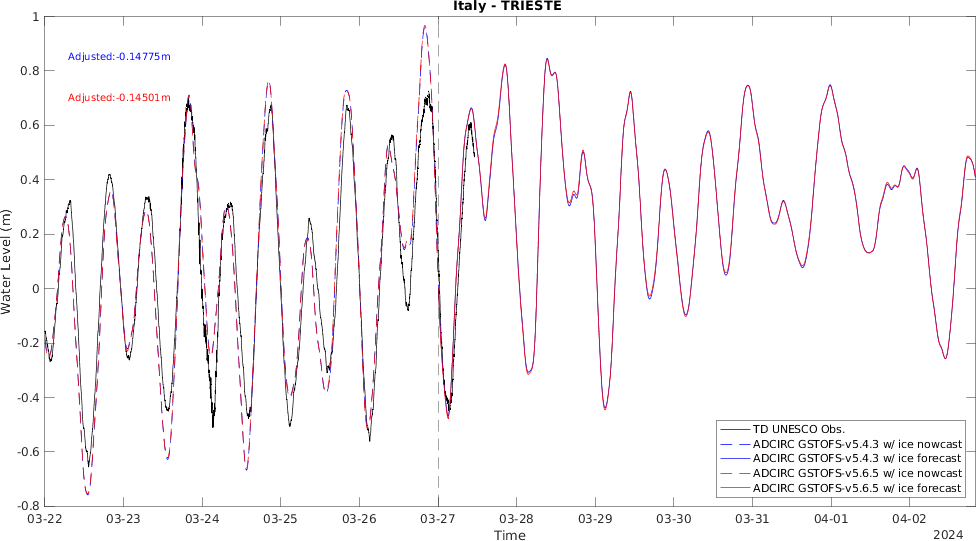 Italy - TRIESTE
Adjusted:-0.14775m
Adjusted:-0.14501m
Water Level (m)
1
0.8
0.6
0.4
0.2
0
-0.2
-0.4
-0.6
-0.8
TD UNESCO Obs.
ADCIRC GSTOFS-v5.4.3 w/ ice nowcast
ADCIRC GSTOFS-v5.4.3 w/ ice forecast
ADCIRC GSTOFS-v5.6.5 w/ ice nowcast
ADCIRC GSTOFS-v5.6.5 w/ ice forecast
03-22 03-23 03-24 03-25 03-26 03-27 03-28 03-29 03-30 03-31 04-01 04-02
Time
2024